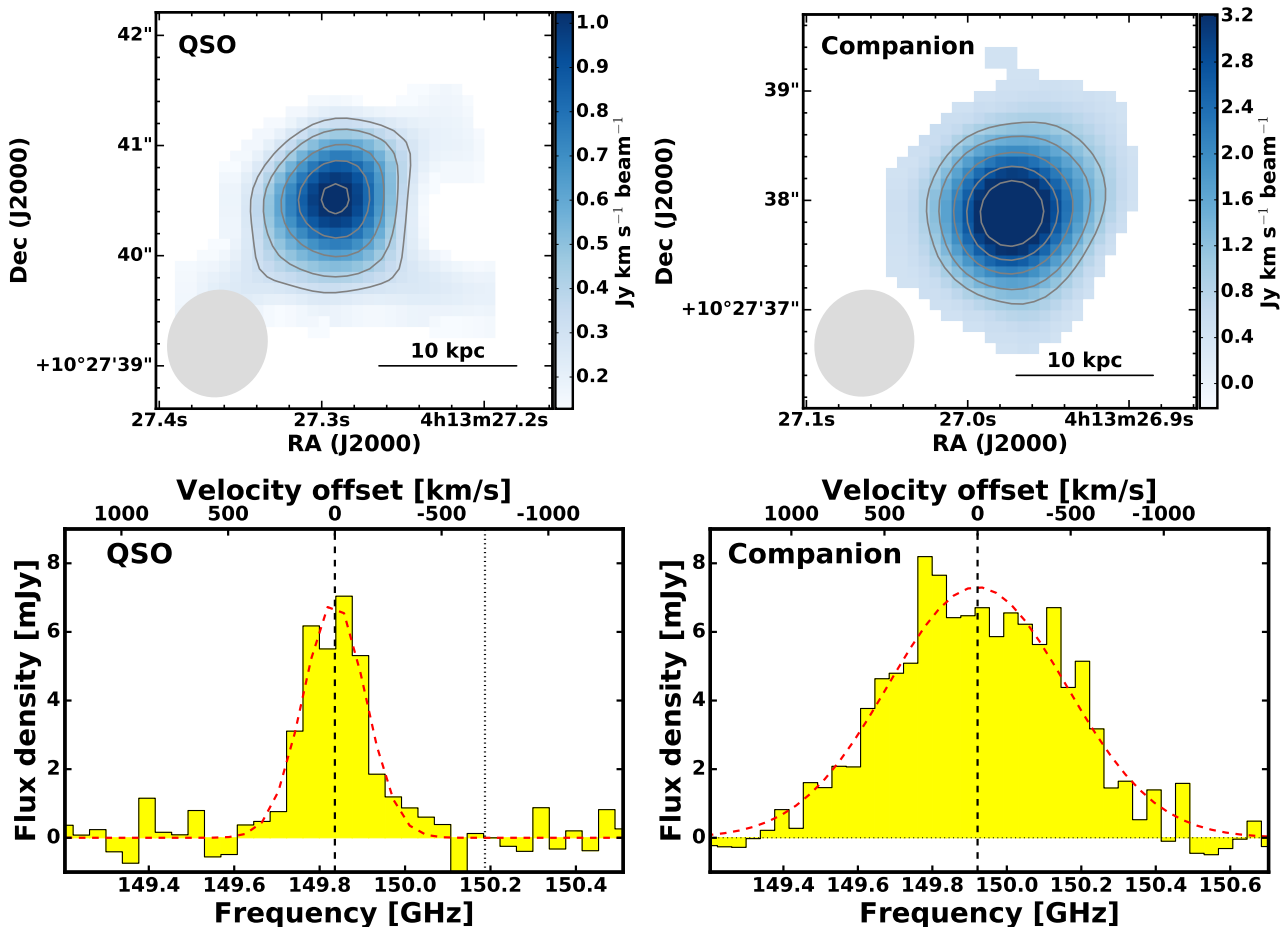 QSO
42"
41"
40"
+10°27'39"
Dec (J2000)
27.4s 27.3s 4h13m27.2s
RA (J2000)
10 kpc
1.0
0.9
0.8
0.7
0.6
0.5
0.4
0.3
0.2
Jy km s−1 beam−1
Companion
39"
38"
+10°27'37"
Dec (J2000)
27.1s 27.0s 4h13m26.9s
RA (J2000)
10 kpc
3.2
2.8
2.4
2.0
1.6
1.2
0.8
0.4
0.0
Jy km s−1 beam−1
Velocity offset [km/s]
1000 500 0 -500 -1000
QSO
8
6
4
2
0
Flux density [mJy]
149.4 149.6 149.8 150.0 150.2 150.4
Frequency [GHz]
Velocity offset [km/s]
1000 500 0 -500 -1000
Companion
8
6
4
2
0
Flux density [mJy]
149.4 149.6 149.8 150.0 150.2 150.4 150.6
Frequency [GHz]